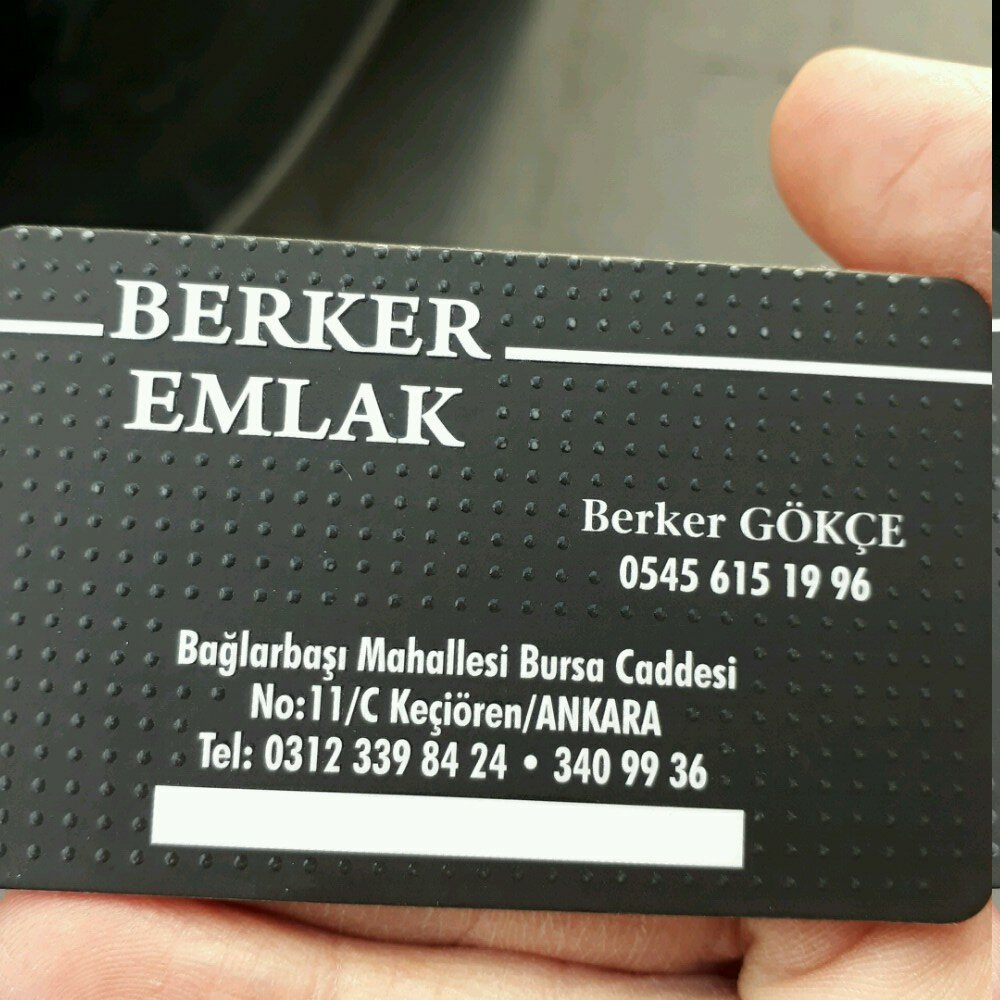 BERKER
EMLAK
Berker GÖKÇE
0545 615 19 96
Bağlarbaşı Mahallesi Bursa Caddesi
No:11/C Keçiören/ANKARA
Tel: 0312 339 84 24 • 340 99 36